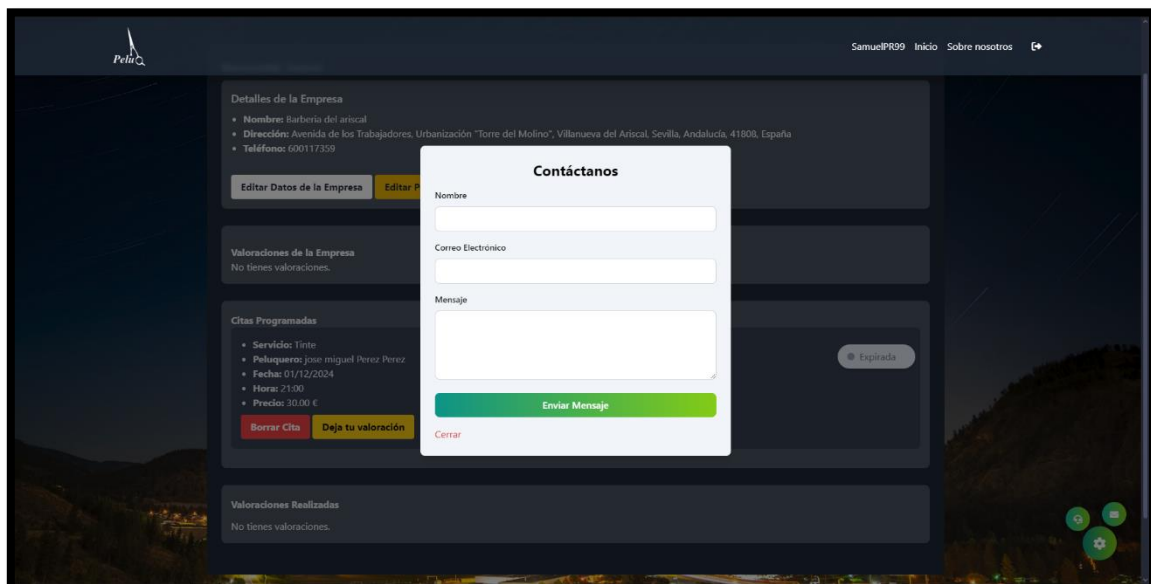 Pelu
SamuelPR99 Inicio Sobre nosotros
Detalles de la Empresa
Nombre: Barberia del ariscal
Dirección: Avenida de los Trabajadores, Urbanización "Torre del Molino", Villanueva del Ariscal, Sevilla, Andalucía, 41808, España
Teléfono: 600117359
Editar Datos de la Empresa Editar P
Contáctanos
Nombre
Correo Electrónico
Mensaje
Enviar Mensaje
Cerrar
Valoraciones de la Empresa
No tienes valoraciones.
Citas Programadas
Servicio: Tinte
Peluquero: jose miguel Perez Perez
Fecha: 01/12/2024
Hora: 21:00
Precio: 30.00 €
Expirada
Borrar Cita Deja tu valoración
Valoraciones Realizadas
No tienes valoraciones.